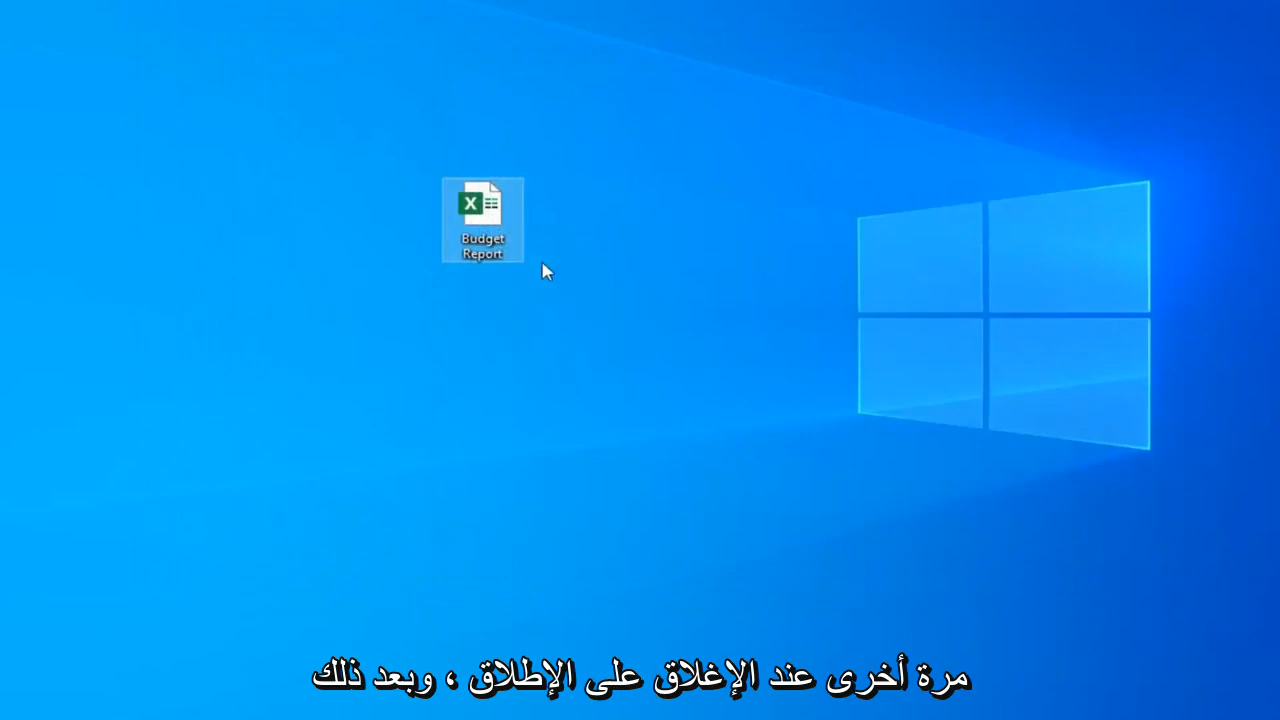 X
Budget
Report
مرة أخرى عند الإغلاق على الإطلاق ، وبعد ذلك